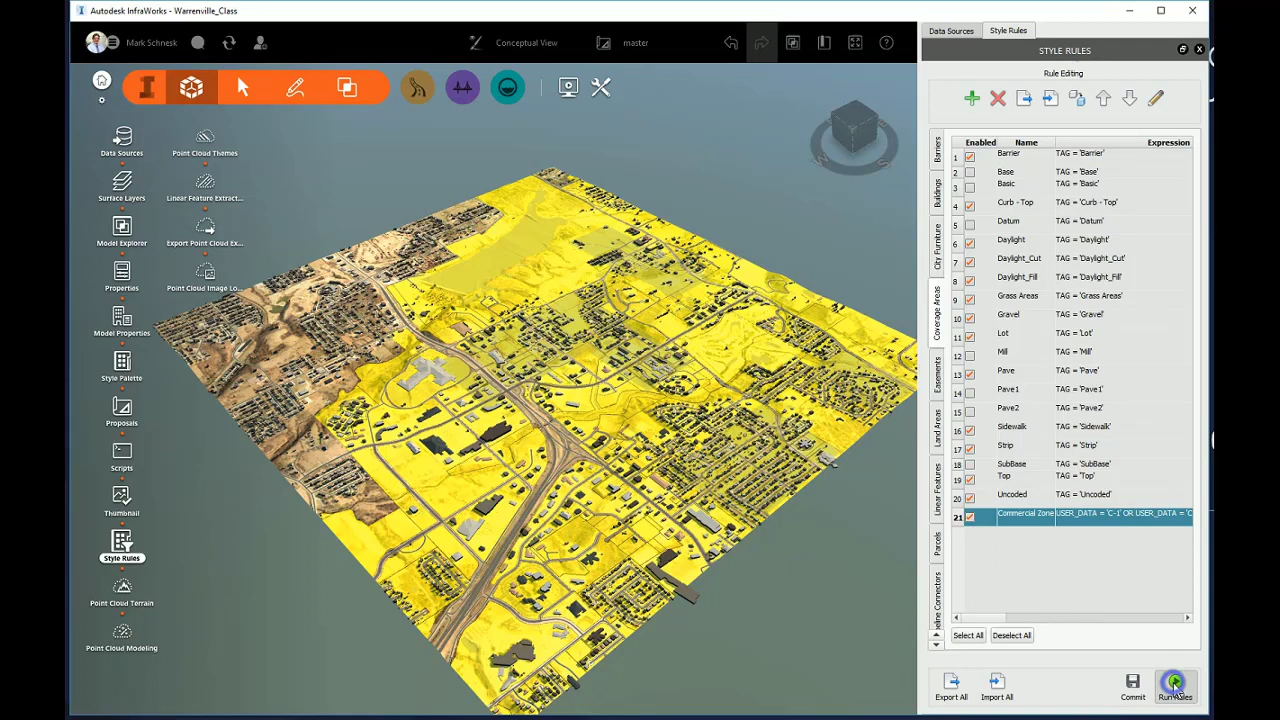 Autodesk InfraWorks - Warrenville_Class
Mark Schnesk
Conceptual View
master
Data Sources
Style Rules
STYLE RULES
Rule Editing
Data Sources
Point Cloud Themes
Surface Layers
Linear Feature Extract...
Model Explorer
Export Point Cloud Ex...
Properties
Point Cloud Image Lo...
Model Properties
Style Palette
Proposals
Scripts
Thumbnail
Style Rules
Point Cloud Terrain
Point Cloud Modeling
Barriers
Buildings
City Furniture
Coverage Areas
Easements
Land Areas
Linear Features
Parcels
Pipeline Connectors
Enabled Name Expression
1 Barrier TAG = 'Barrier'
2 Base TAG = 'Base'
3 Basic TAG = 'Basic'
4 Curb - Top TAG = 'Curb - Top'
5 Datum TAG = 'Datum'
6 Daylight TAG = 'Daylight'
7 Daylight_Cut TAG = 'Daylight_Cut'
8 Daylight_Fill TAG = 'Daylight_Fill'
9 Grass Areas TAG = 'Grass Areas'
10 Gravel TAG = 'Gravel'
11 Lot TAG = 'Lot'
12 Mill TAG = 'Mill'
13 Pave TAG = 'Pave'
14 Pave1 TAG = 'Pave1'
15 Pave2 TAG = 'Pave2'
16 Sidewalk TAG = 'Sidewalk'
17 Strip TAG = 'Strip'
18 SubBase TAG = 'SubBase'
19 Top TAG = 'Top'
20 Uncoded TAG = 'Uncoded'
21 Commercial Zone USER_DATA = 'C-1' OR USER_DATA = 'C
Select All
Deselect All
Export All
Import All
Commit
Run Rules